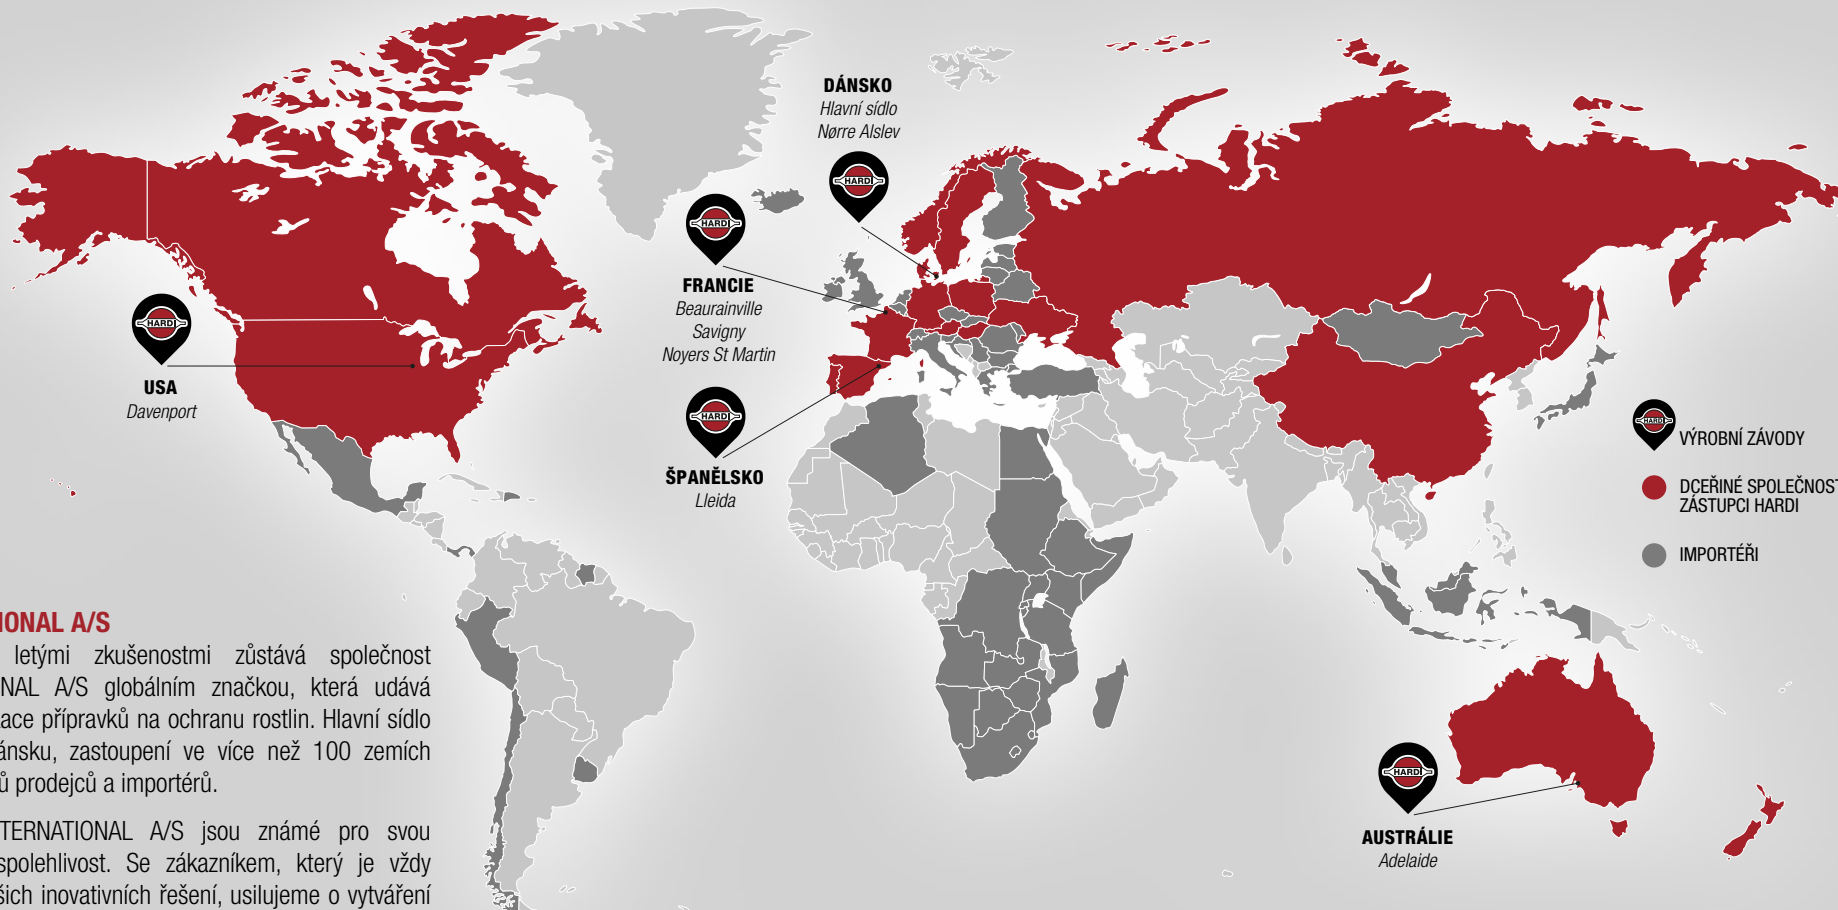 DÁNSKO
Hlavní sídlo
Nørre Alslev
HARDI
HARDI
FRANCIE
Beaurainville
Savigny
Noyers St Martin
HARDI
USA
Davenport
HARDI
ŠPANĚLSKO
Lleida
HARDI
VÝROBNÍ ZÁVODY
DCEŘINÉ SPOLEČNOST
ZÁSTUPCI HARDI
IMPORTÉŘI
HARDI
AUSTRÁLIE
Adelaide
IONAL A/S
letými zkušenostmi zůstává společnost
NAL A/S globálním značkou, která udává
ace přípravků na ochranu rostlin. Hlavní sídlo
ánsku, zastoupení ve více než 100 zemích
ů prodejců a importérů.
TERNATIONAL A/S jsou známé pro svou
spolehlivost. Se zákazníkem, který je vždy
šich inovativních řešení, usilujeme o vytváření